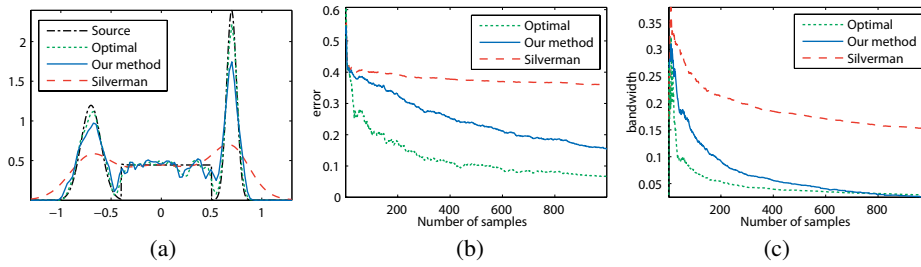 Source
Optimal
Our method
Silverman
2
1.5
1
0.5
−1 −0.5 0 0.5 1
(a)
error
0.6
0.5
0.4
0.3
0.2
0.1
0
200 400 600 800
Number of samples
Optimal
Our method
Silverman
(b)
bandwidth
0.35
0.3
0.25
0.2
0.15
0.1
0.05
200 400 600 800
Number of samples
Optimal
Our method
Silverman
(c)